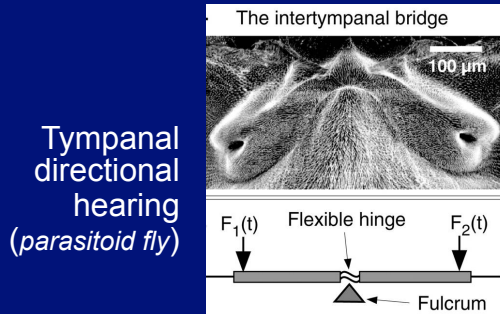 The intertympanal bridge
100 µm
Tympanal
directional
hearing
(parasitoid fly)
F₁(t) Flexible hinge F₂(t)
Fulcrum